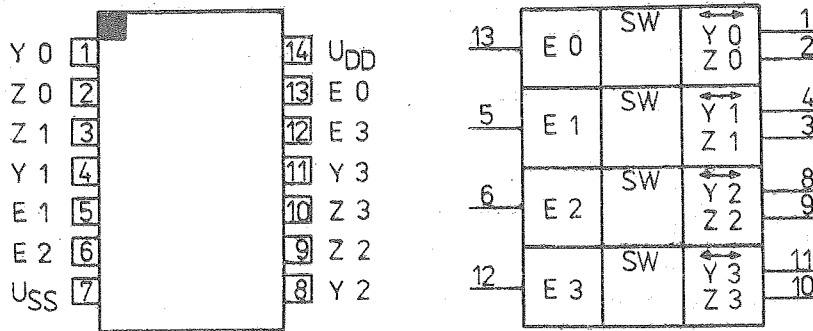 Y 0 1 14 UDD
Z 0 2 13 E 0
Z 1 3 12 E 3
Y 1 4 11 Y 3
E 1 5 10 Z 3
E 2 6 9 Z 2
USS 7 8 Y 2
13 E 0 SW Y 0 1
Z 0 2
5 E 1 SW Y 1 4
Z 1 3
6 E 2 SW Y 2 8
Z 2 9
12 E 3 SW Y 3 11
Z 3 10